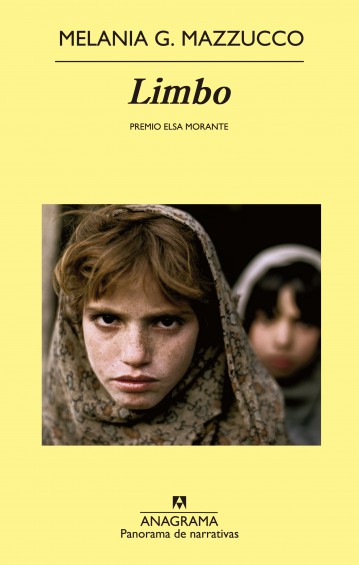 MELANIA G. MAZZUCCO
Limbo
PREMIO ELSA MORANTE
ANAGRAMA
Panorama de narrativas